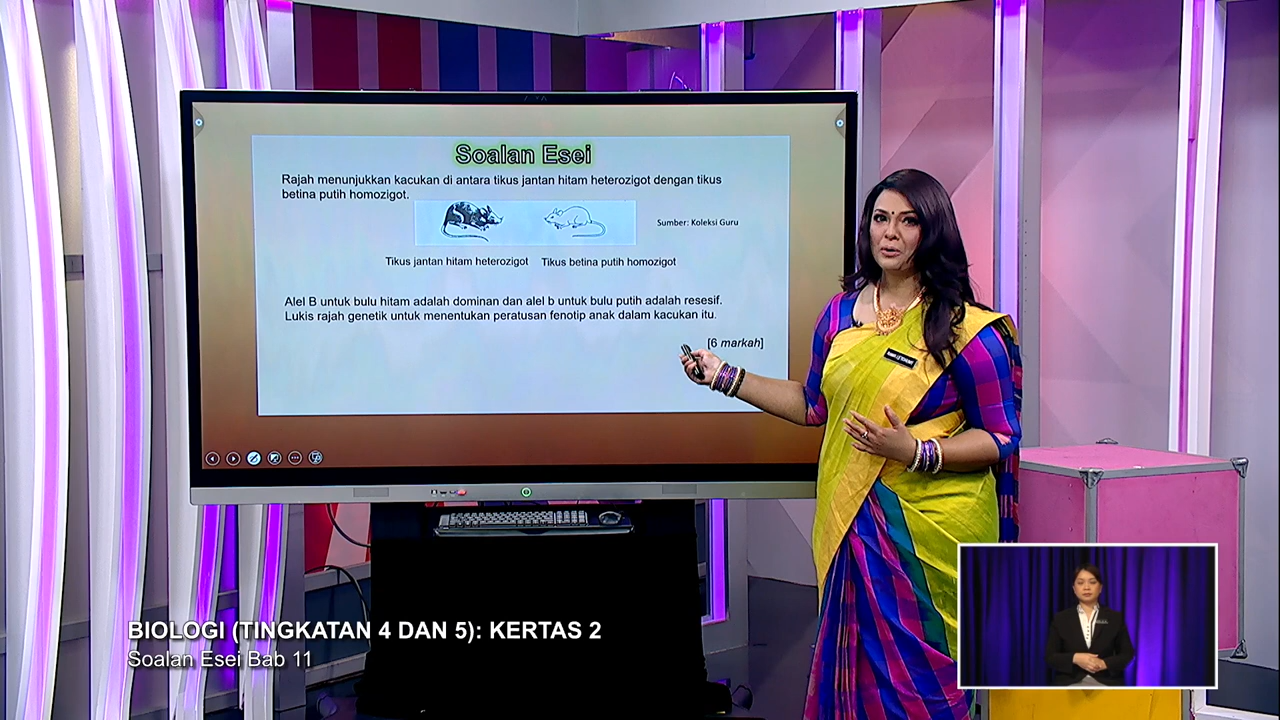 Soalan Esei
Rajah menunjukkan kacukan di antara tikus jantan hitam heterozigot dengan tikus
betina putih homozigot.
Sumber: Koleksi Guru
Tikus jantan hitam heterozigot
Tikus betina putih homozigot
Alel B untuk bulu hitam adalah dominan dan alel b untuk bulu putih adalah resesif.
Lukis rajah genetik untuk menentukan peratusan fenotip anak dalam kacukan itu.
[6 markah]
BIOLOGI (TINGKATAN 4 DAN 5): KERTAS 2
Soalan Esei Bab 11